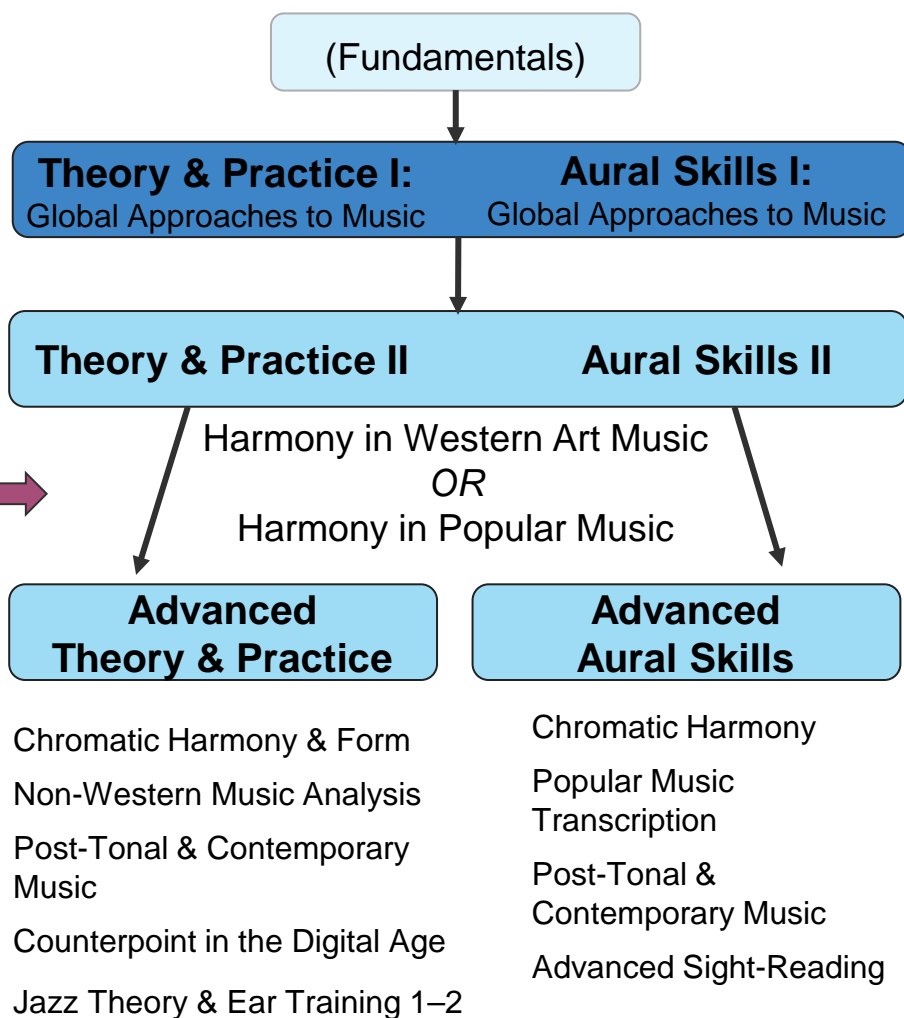 (Fundamentals)
Theory & Practice I:
Global Approaches to Music
Aural Skills I:
Global Approaches to Music
Theory & Practice II
Aural Skills II
Harmony in Western Art Music
OR
Harmony in Popular Music
Advanced
Theory & Practice
Advanced
Aural Skills
Chromatic Harmony & Form
Non-Western Music Analysis
Post-Tonal & Contemporary
Music
Counterpoint in the Digital Age
Jazz Theory & Ear Training 1–2
Chromatic Harmony
Popular Music
Transcription
Post-Tonal &
Contemporary Music
Advanced Sight-Reading